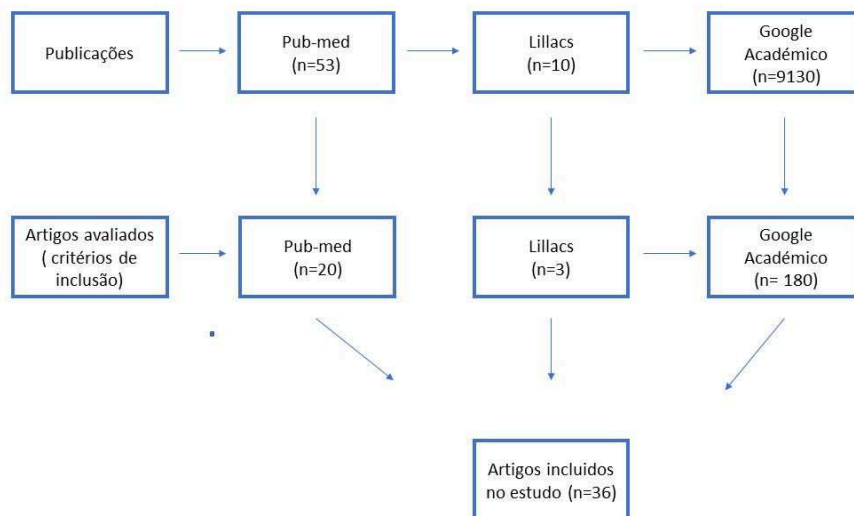 Publicações
Pub-med
(n=53)
Lillacs
(n=10)
Google
Académico
(n=9130)
Artigos avaliados
( critérios de
inclusão)
Pub-med
(n=20)
Lillacs
(n=3)
Google
Académico
(n= 180)
Artigos incluidos
no estudo (n=36)